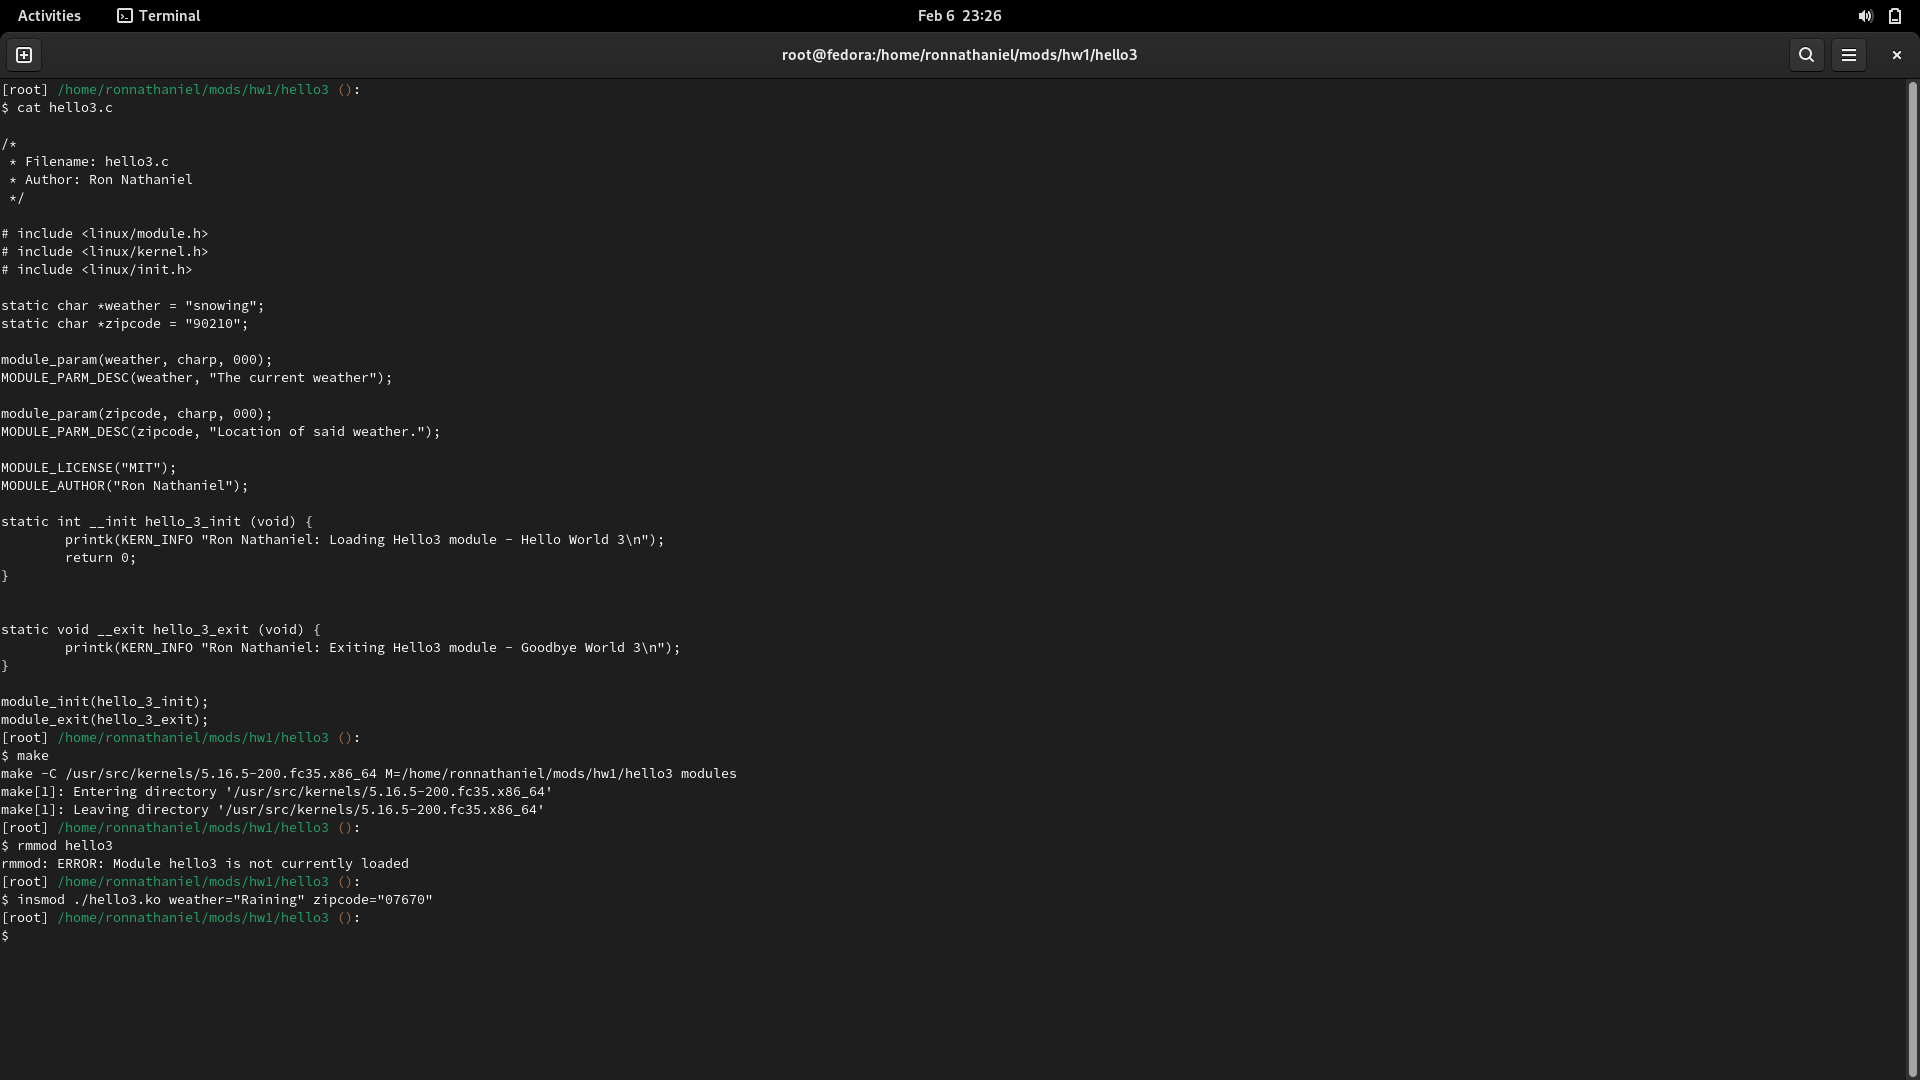 Activities
Terminal
Feb 6 23:26
root@fedora:/home/ronnathaniel/mods/hw1/hello3
[root] /home/ronnathaniel/mods/hw1/hello3 ():
$ cat hello3.c

/*
 * Filename: hello3.c
 * Author: Ron Nathaniel
 */

# include <linux/module.h>
# include <linux/kernel.h>
# include <linux/init.h>

static char *weather = "snowing";
static char *zipcode = "90210";

module_param(weather, charp, 000);
MODULE_PARM_DESC(weather, "The current weather");

module_param(zipcode, charp, 000);
MODULE_PARM_DESC(zipcode, "Location of said weather.");

MODULE_LICENSE("MIT");
MODULE_AUTHOR("Ron Nathaniel");

static int __init hello_3_init (void) {
        printk(KERN_INFO "Ron Nathaniel: Loading Hello3 module - Hello World 3\n");
        return 0;
}


static void __exit hello_3_exit (void) {
        printk(KERN_INFO "Ron Nathaniel: Exiting Hello3 module - Goodbye World 3\n");
}

module_init(hello_3_init);
module_exit(hello_3_exit);
[root] /home/ronnathaniel/mods/hw1/hello3 ():
$ make
make -C /usr/src/kernels/5.16.5-200.fc35.x86_64 M=/home/ronnathaniel/mods/hw1/hello3 modules
make[1]: Entering directory '/usr/src/kernels/5.16.5-200.fc35.x86_64'
make[1]: Leaving directory '/usr/src/kernels/5.16.5-200.fc35.x86_64'
[root] /home/ronnathaniel/mods/hw1/hello3 ():
$ rmmod hello3
rmmod: ERROR: Module hello3 is not currently loaded
[root] /home/ronnathaniel/mods/hw1/hello3 ():
$ insmod ./hello3.ko weather="Raining" zipcode="07670"
[root] /home/ronnathaniel/mods/hw1/hello3 ():
$